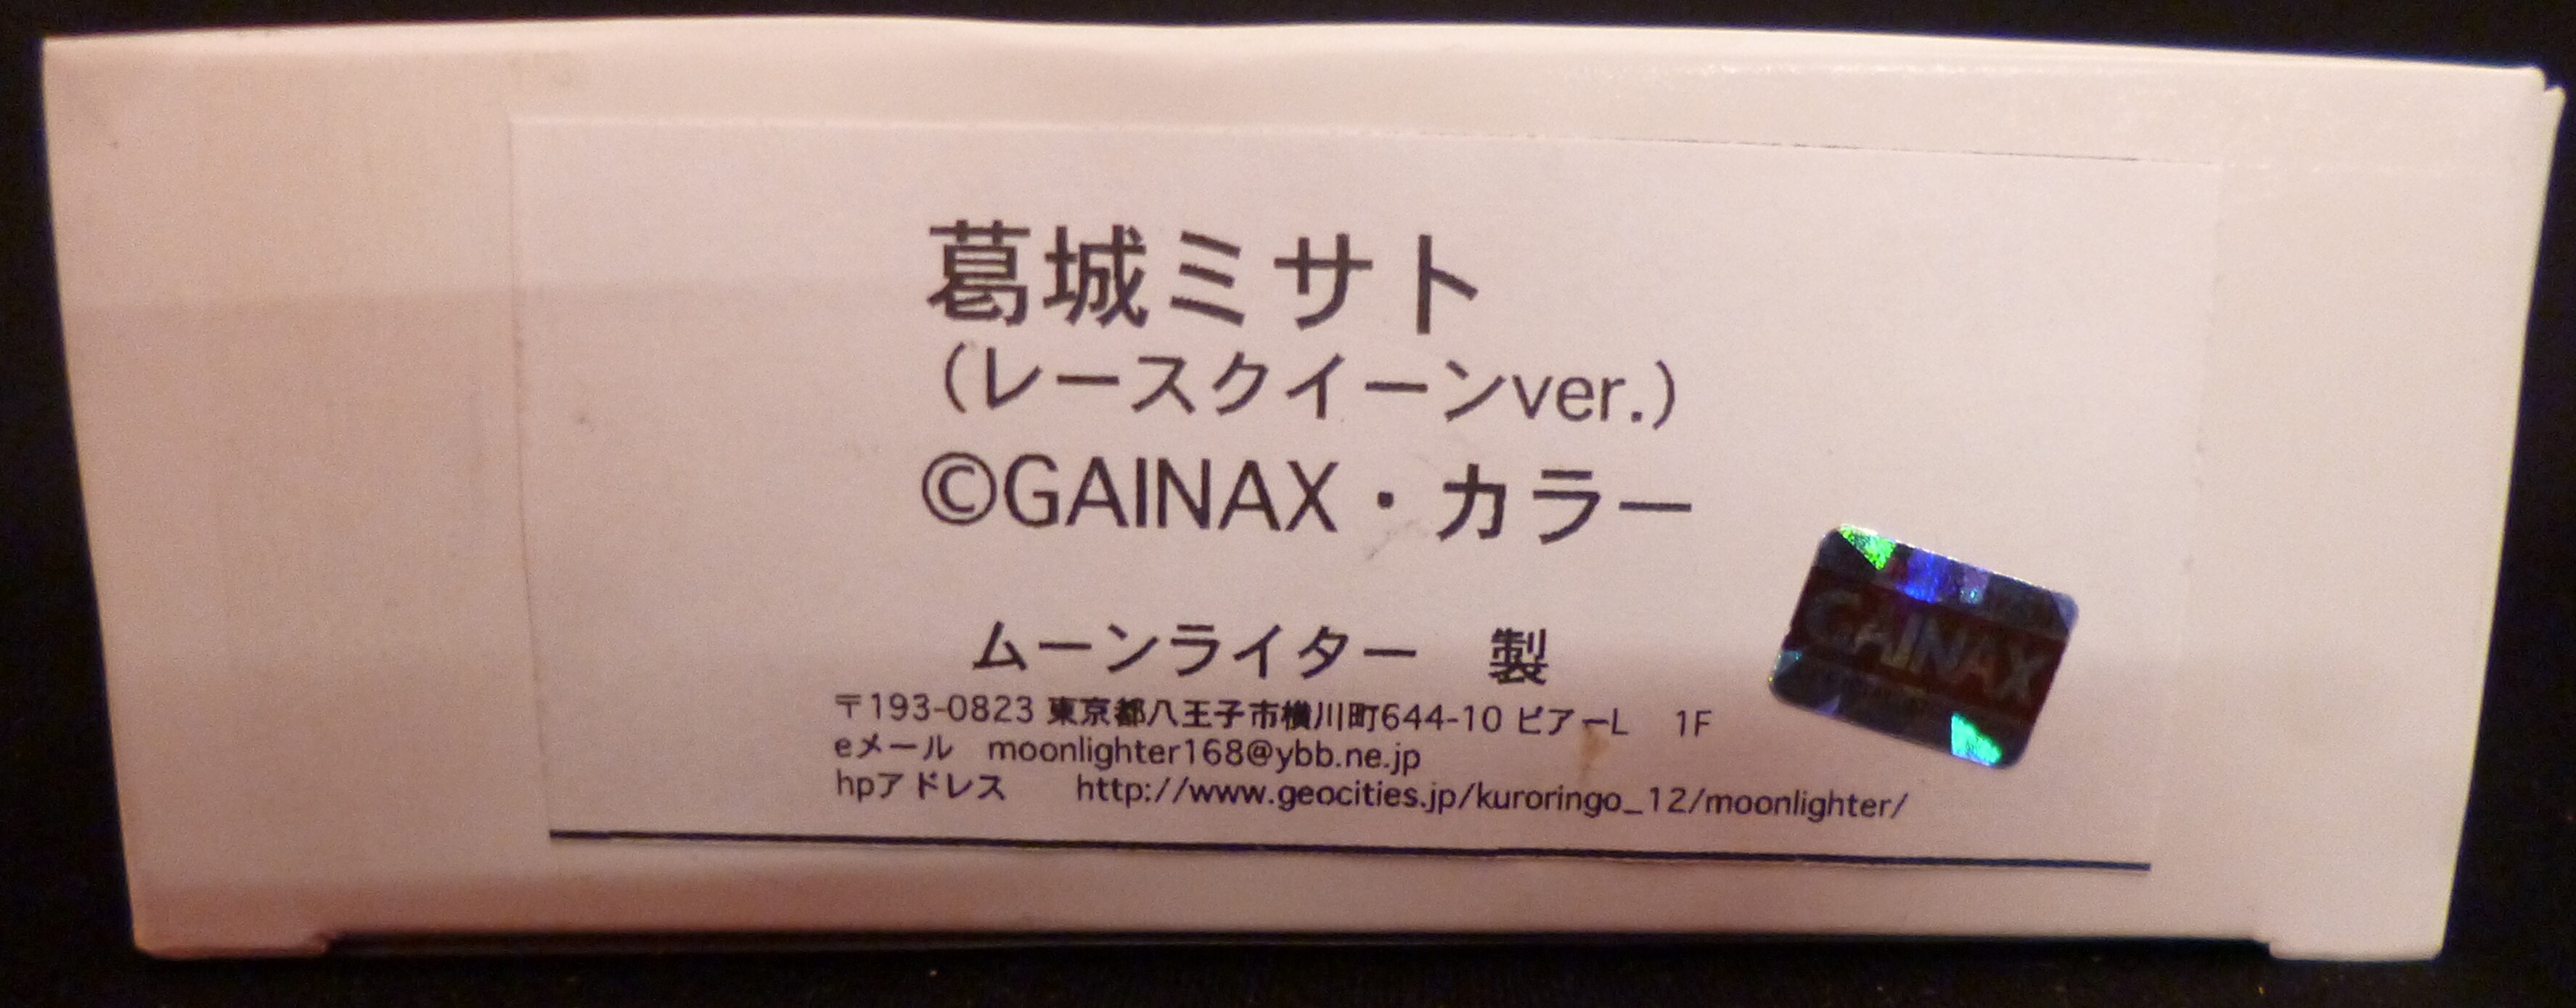 葛城ミサト
(レースクイーンver.)
©GAINAX・カラー
ムーンライター 製
〒193-0823 東京都八王子市横川町644-10 ピアーL 1F
eメール moonlighter168@ybb.ne.jp
hpアドレス http://www.geocities.jp/kuroringo_12/moonlighter/
GAINAX